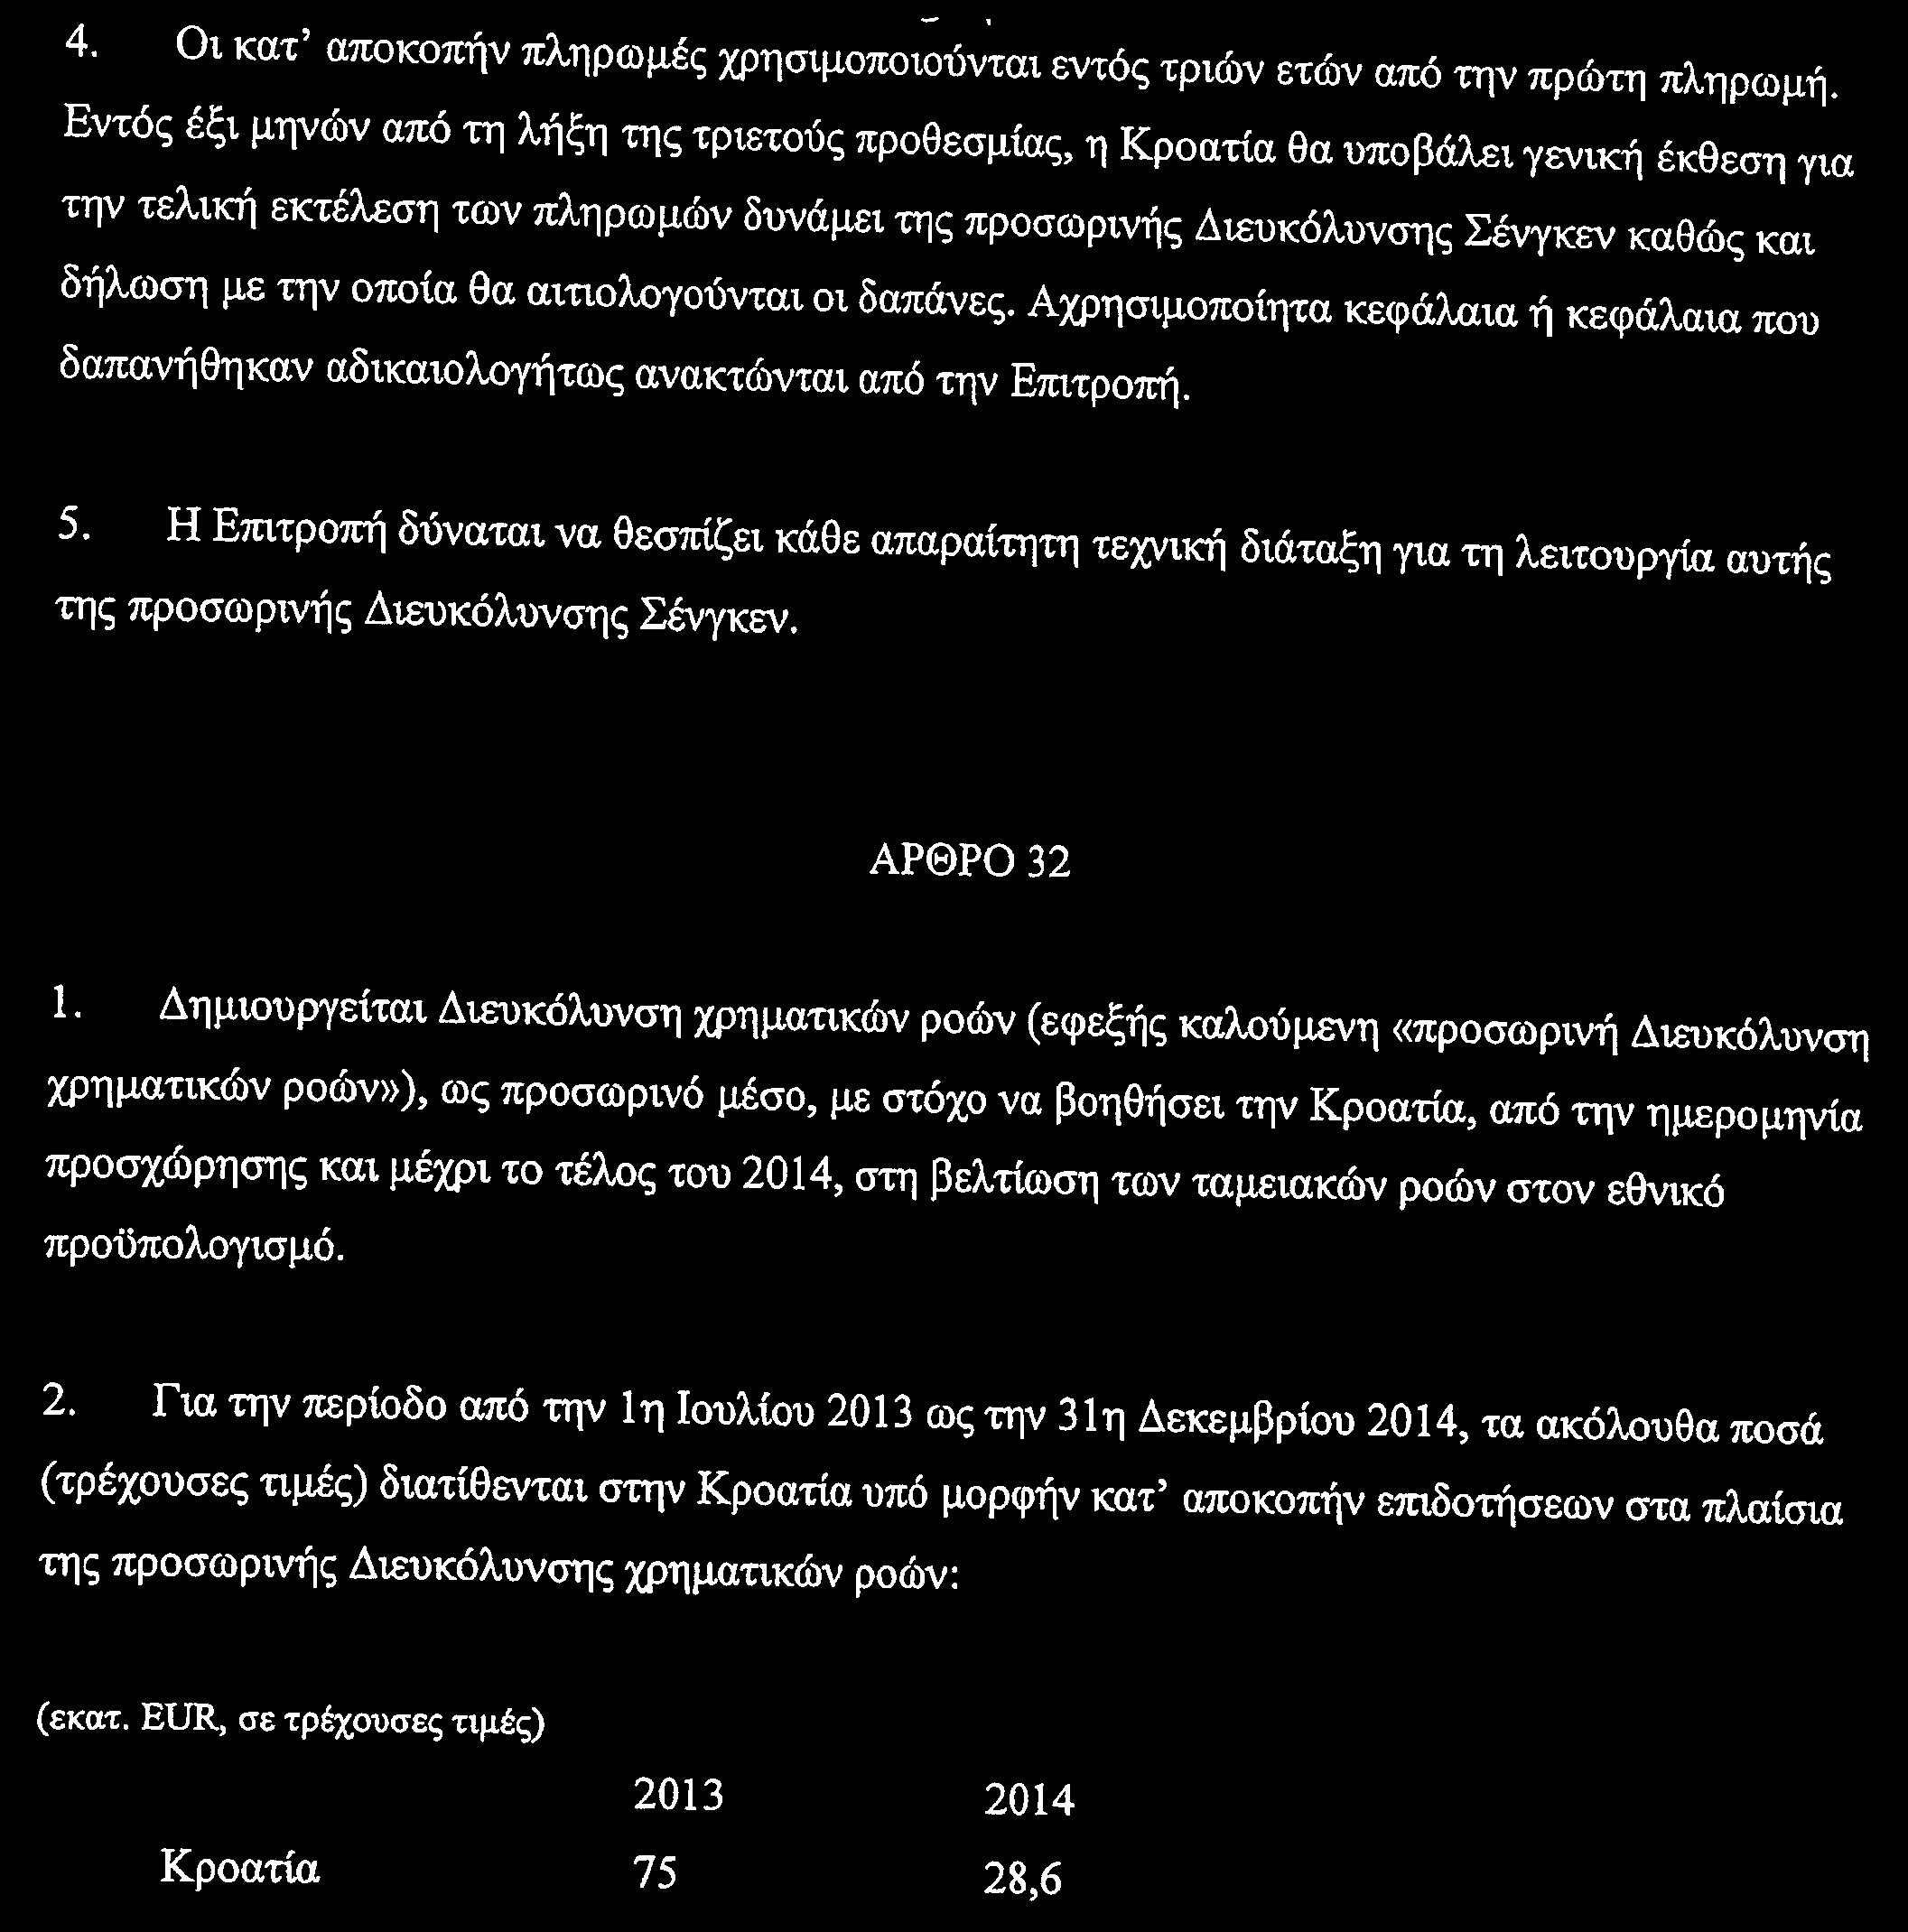 4. Οι κατ’ αποκοπήν πληρωμές χρησιμοποιούνται εντός τριών ετών από την πρώτη πληρωμή.
Εντός έξι μηνών από τη λήξη της τριετούς προθεσμίας, η Κροατία θα υποβάλει γενική έκθεση για
την τελική εκτέλεση των πληρωμών δυνάμει της προσωρινής Διευκόλυνσης Σένγκεν καθώς και
δήλωση με την οποία θα αιτιολογούνται οι δαπάνες. Αχρησιμοποίητα κεφάλαια ή κεφάλαια που
δαπανήθηκαν αδικαιολογήτως ανακτώνται από την Επιτροπή.
5. Η Επιτροπή δύναται να θεσπίζει κάθε απαραίτητη τεχνική διάταξη για τη λειτουργία αυτής
της προσωρινής Διευκόλυνσης Σένγκεν.
ΑΡΘΡΟ 32
1. Δημιουργείται Διευκόλυνση χρηματικών ροών (εφεξής καλούμενη «προσωρινή Διευκόλυνση
χρηματικών ροών»), ως προσωρινό μέσο, με στόχο να βοηθήσει την Κροατία, από την ημερομηνία
προσχώρησης και μέχρι το τέλος του 2014, στη βελτίωση των ταμειακών ροών στον εθνικό
προϋπολογισμό.
2. Για την περίοδο από την 1η Ιουλίου 2013 ως την 31η Δεκεμβρίου 2014, τα ακόλουθα ποσά
(τρέχουσες τιμές) διατίθενται στην Κροατία υπό μορφήν κατ’ αποκοπήν επιδοτήσεων στα πλαίσια
της προσωρινής Διευκόλυνσης χρηματικών ροών:
(εκατ. EUR, σε τρέχουσες τιμές)
2013 2014
Κροατία 75 28,6